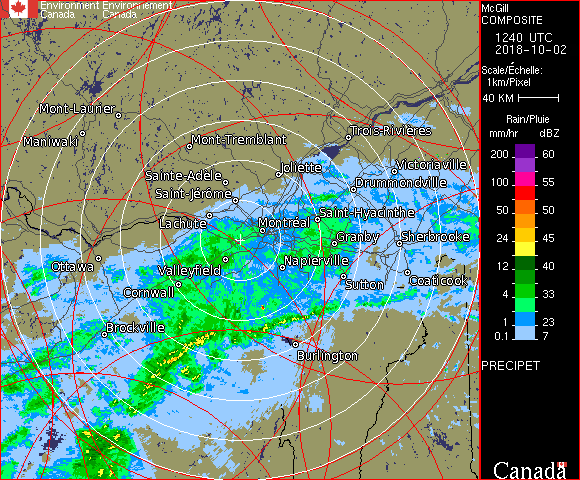 Environment Environnement
Canada Canada
McGill
COMPOSITE
1240 UTC
2018-10-02
Scale/Échelle:
1km/Pixel
40 KM
Rain/Pluie
mm/hr dBZ
200 60
100 55
50 50
24 45
12 40
4 33
1 23
0.1 7
PRECIPET
Canada
Mont-Laurier
Maniwaki
Mont-Tremblant
Trois-Rivières
Joliette
Victoriaville
Sainte-Adèle
Drummondville
Saint-Jérôme
Lachute
Saint-Hyacinthe
Montréal
Granby
Sherbrooke
Ottawa
Valleyfield
Napierville
Sutton
Coaticook
Cornwall
Brockville
Burlington